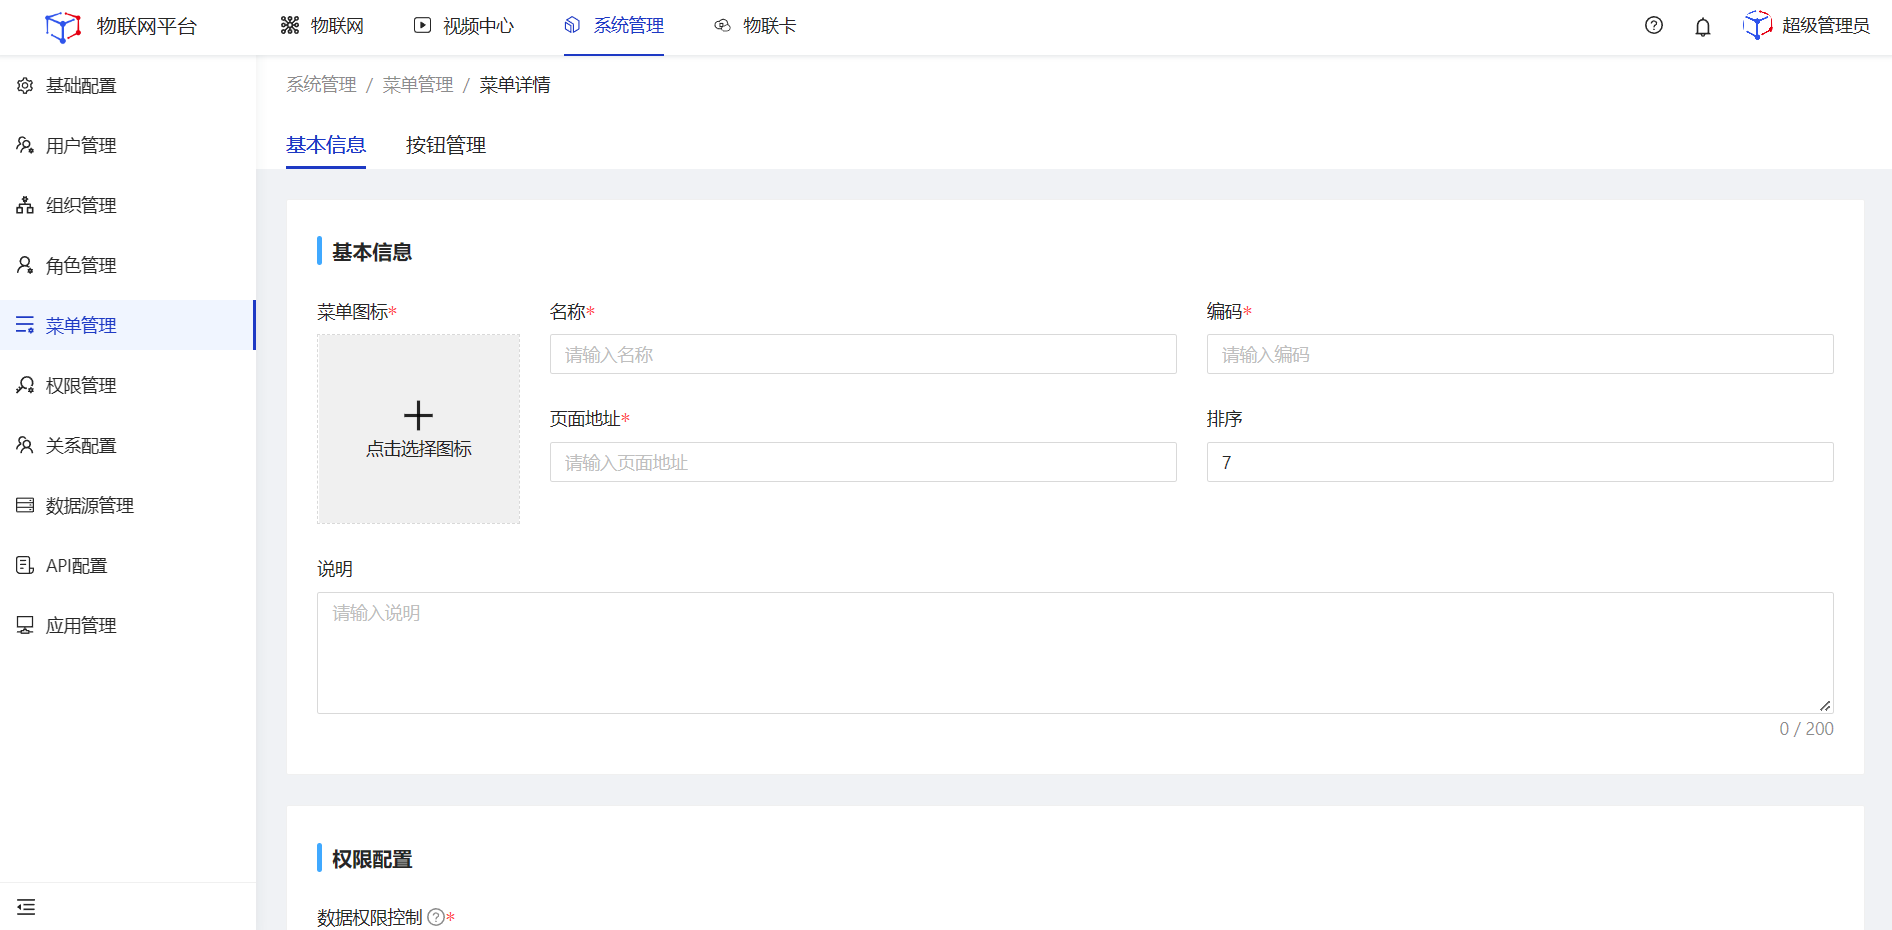 物联网平台
物联网
视频中心
系统管理
物联卡
超级管理员
基础配置
用户管理
组织管理
角色管理
菜单管理
权限管理
关系配置
数据源管理
API配置
应用管理
系统管理 / 菜单管理 / 菜单详情
基本信息
按钮管理
基本信息
菜单图标*
点击选择图标
名称*
请输入名称
编码*
请输入编码
页面地址*
请输入页面地址
排序
7
说明
请输入说明
0 / 200
权限配置
数据权限控制 ? *